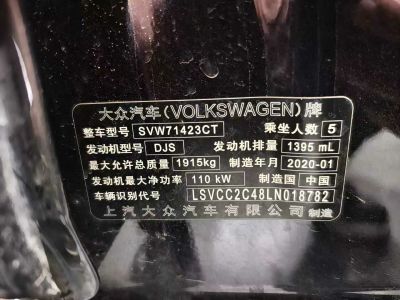 大众汽车(VOLKSWAGEN)牌
整车型号 SVW71423CT 乘坐人数 5
发动机型号 DJS 发动机排量 1395 mL
最大允许总质量 1915kg 制造年月 2020-01
发动机最大净功率 110 kW 制造国 中国
车辆识别代号 LSVCC2C48LN018782
上汽大众汽车有限公司 制造